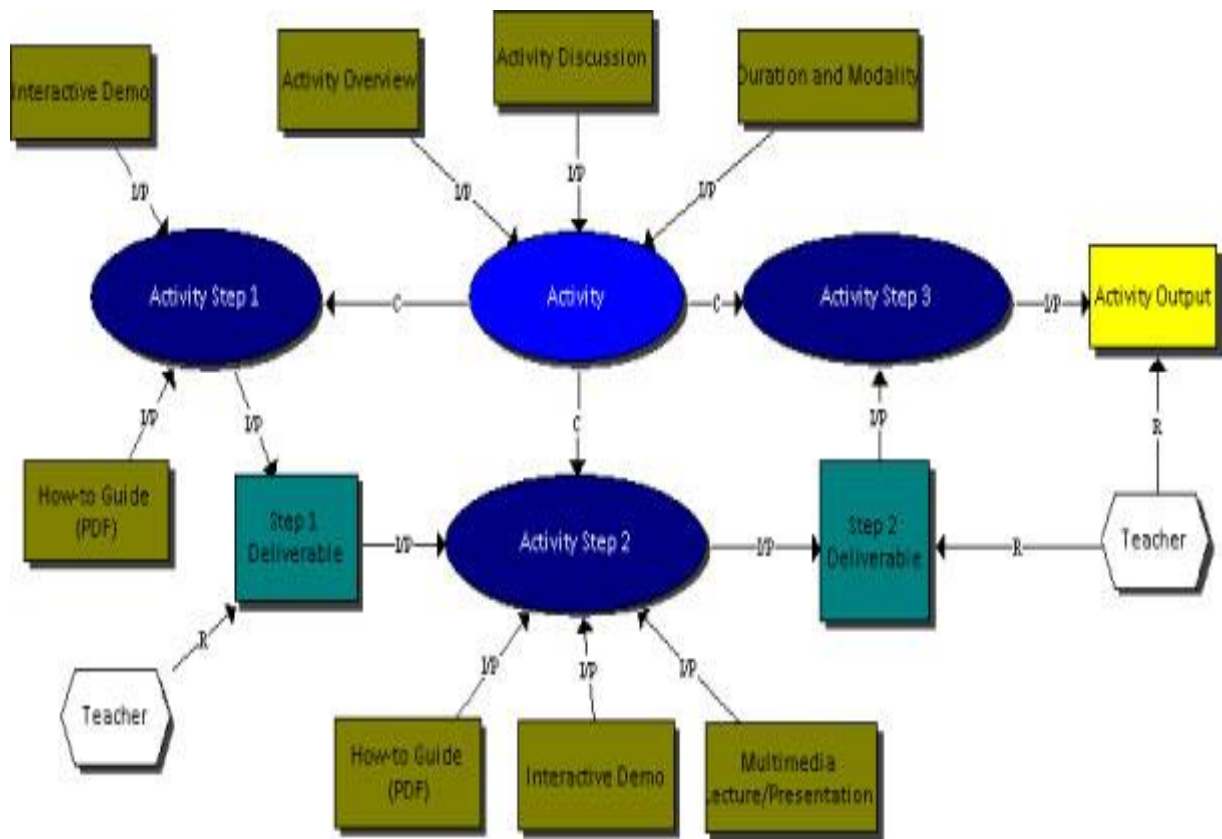 Interactive Demo
Activity Overview
Activity Discussion
Duration and Modality
I/P
I/P
I/P
I/P
Activity Step 1
C
Activity
C
Activity Step 3
I/P
Activity Output
I/P
I/P
C
I/P
R
How-to Guide
(PDF)
Step 1
Deliverable
I/P
Activity Step 2
I/P
Step 2
Deliverable
R
Teacher
R
Teacher
I/P
I/P
I/P
How-to Guide
(PDF)
Interactive Demo
Multimedia
Lecture/Presentation